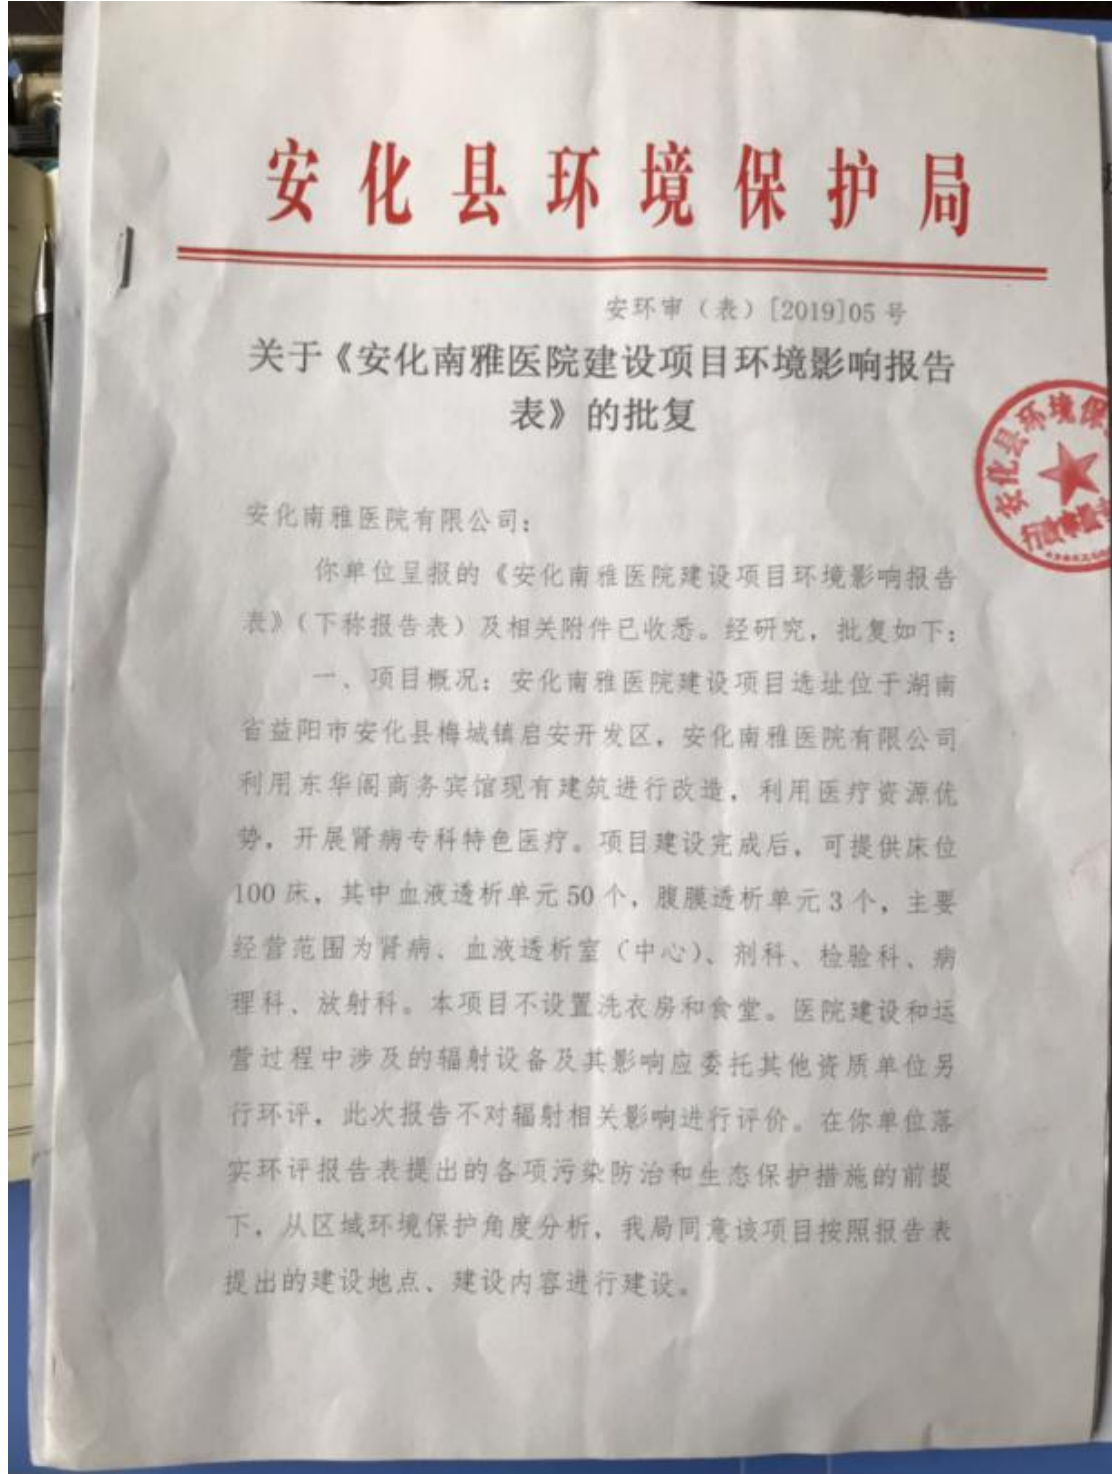 安化县环境保护局
安环审（表）[2019]05号
关于《安化南雅医院建设项目环境影响报告
表》的批复
安化县环境保
行政审批
安化南雅医院有限公司：
你单位呈报的《安化南雅医院建设项目环境影响报告
表》（下称报告表）及相关附件已收悉。经研究，批复如下：
一、项目概况：安化南雅医院建设项目选址位于湖南
省益阳市安化县梅城镇启安开发区，安化南雅医院有限公司
利用东华阁商务宾馆现有建筑进行改造，利用医疗资源优
势，开展肾病专科特色医疗。项目建设完成后，可提供床位
100床，其中血液透析单元50个，腹膜透析单元3个，主要
经营范围为肾病、血液透析室（中心）、剂科、检验科、病
理科、放射科。本项目不设置洗衣房和食堂。医院建设和运
营过程中涉及的辐射设备及其影响应委托其他资质单位另
行环评，此次报告不对辐射相关影响进行评价。在你单位落
实环评报告表提出的各项污染防治和生态保护措施的前提
下，从区域环境保护角度分析，我局同意该项目按照报告表
提出的建设地点、建设内容进行建设。